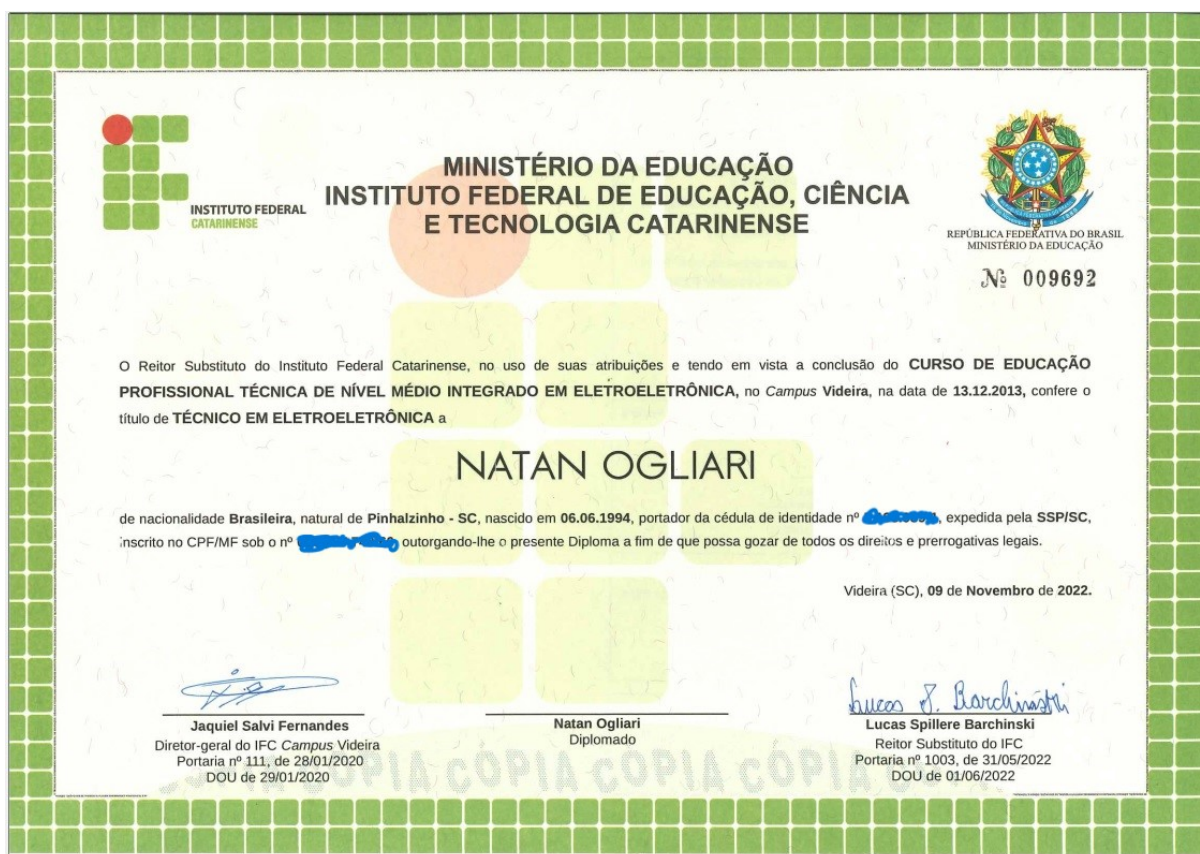 INSTITUTO FEDERAL
CATARINENSE
MINISTÉRIO DA EDUCAÇÃO
INSTITUTO FEDERAL DE EDUCAÇÃO, CIÊNCIA
E TECNOLOGIA CATARINENSE
REPÚBLICA FEDERATIVA DO BRASIL
MINISTÉRIO DA EDUCAÇÃO
Nº 009692
O Reitor Substituto do Instituto Federal Catarinense, no uso de suas atribuições e tendo em vista a conclusão do CURSO DE EDUCAÇÃO
PROFISSIONAL TÉCNICA DE NÍVEL MÉDIO INTEGRADO EM ELETROELETRÔNICA, no Campus Videira, na data de 13.12.2013, confere o
título de TÉCNICO EM ELETROELETRÔNICA a
NATAN OGLIARI
de nacionalidade Brasileira, natural de Pinhalzinho - SC, nascido em 06.06.1994, portador da cédula de identidade nº , expedida pela SSP/SC,
inscrito no CPF/MF sob o nº , outorgando-lhe o presente Diploma a fim de que possa gozar de todos os direitos e prerrogativas legais.
Videira (SC), 09 de Novembro de 2022.
Lucas S. Barchinski
Jaquiel Salvi Fernandes
Diretor-geral do IFC Campus Videira
Portaria nº 111, de 28/01/2020
DOU de 29/01/2020
Natan Ogliari
Diplomado
Lucas Spillere Barchinski
Reitor Substituto do IFC
Portaria nº 1003, de 31/05/2022
DOU de 01/06/2022
CÓPIA CÓPIA CÓPIA CÓPIA